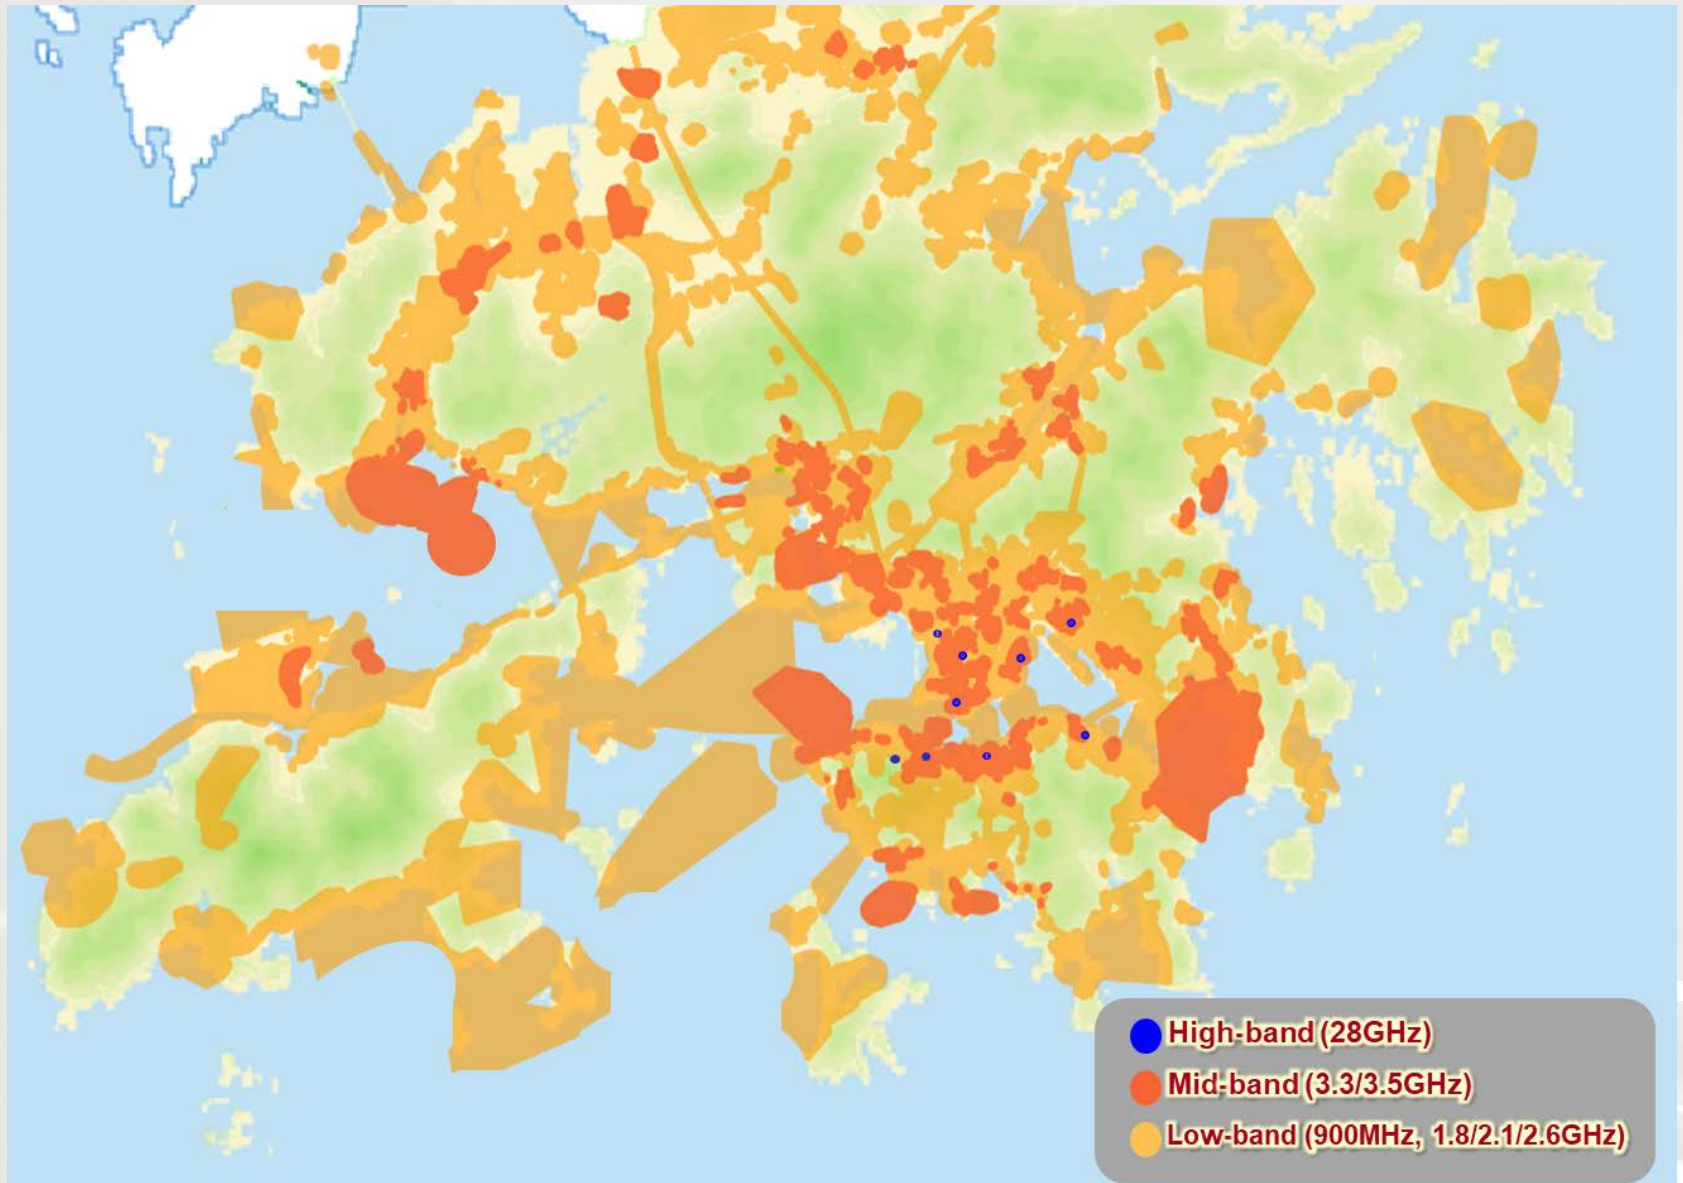 High-band (28GHz)
Mid-band (3.3/3.5GHz)
Low-band (900MHz, 1.8/2.1/2.6GHz)